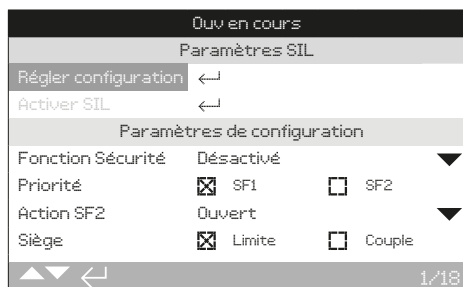 Ouv en cours
Paramètres SIL
Régler configuration
Activer SIL
Paramètres de configuration
Fonction Sécurité Désactivé
Priorité SF1 SF2
Action SF2 Ouvert
Siège Limite Couple
1/18